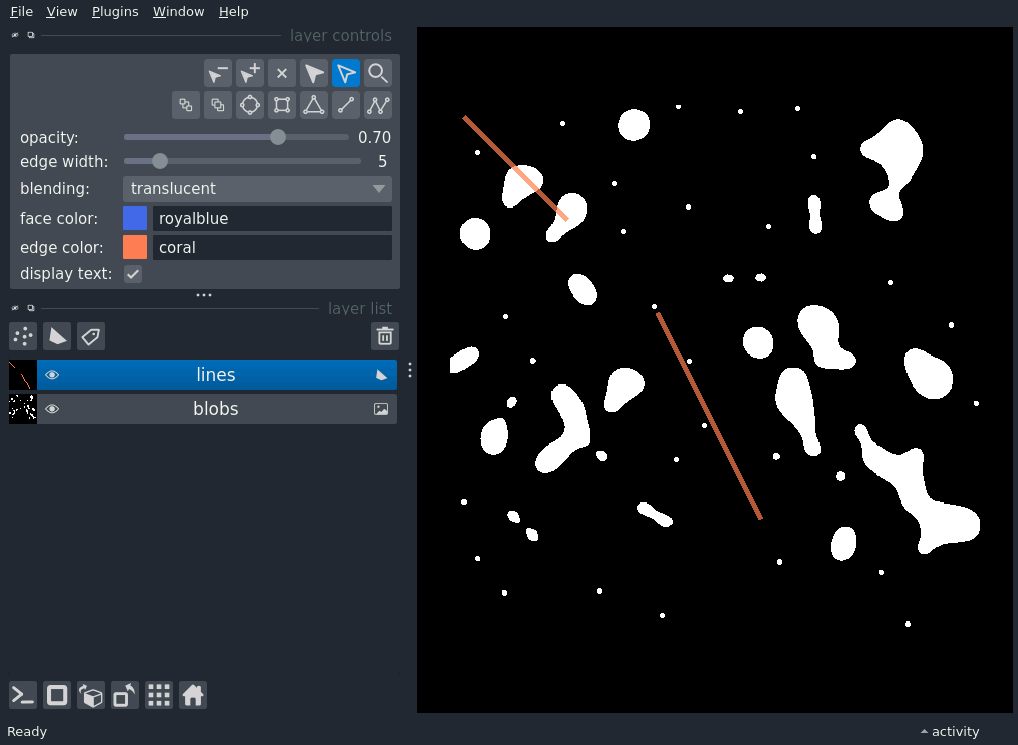 File View Plugins Window Help
layer controls
opacity: 0.70
edge width: 5
blending: translucent
face color: royalblue
edge color: coral
display text:
layer list
lines
blobs
Ready activity